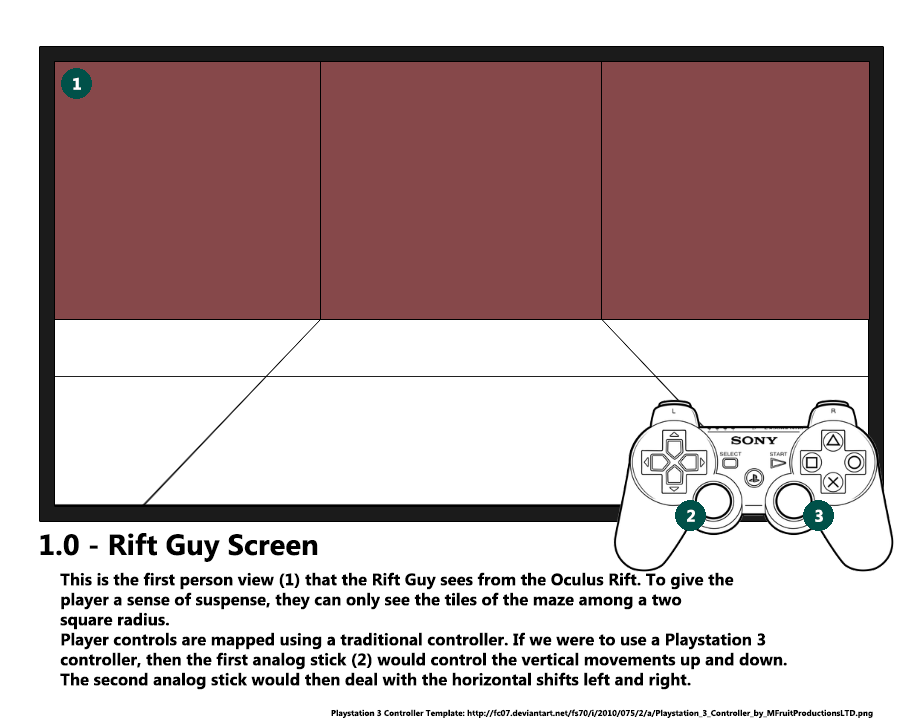 1
L
R
SONY
SELECT
START
2
3
1.0 - Rift Guy Screen
This is the first person view (1) that the Rift Guy sees from the Oculus Rift. To give the
player a sense of suspense, they can only see the tiles of the maze among a two
square radius.
Player controls are mapped using a traditional controller. If we were to use a Playstation 3
controller, then the first analog stick (2) would control the vertical movements up and down.
The second analog stick would then deal with the horizontal shifts left and right.
Playstation 3 Controller Template: http://fc07.deviantart.net/fs70/i/2010/075/2/a/Playstation_3_Controller_by_MFruitProductionsLTD.png